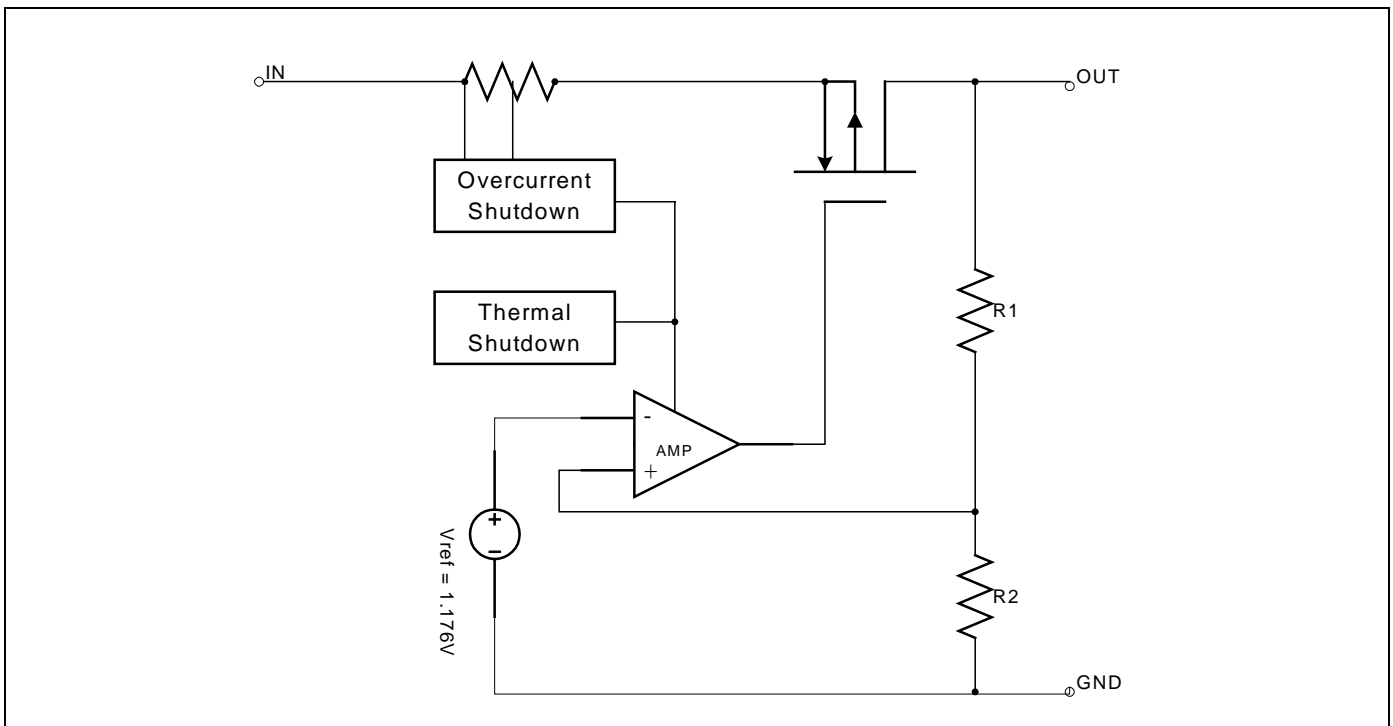 IN
OUT
Overcurrent
Shutdown
R1
Thermal
Shutdown
-
AMP
+
+
-
Vref = 1.176V
R2
GND